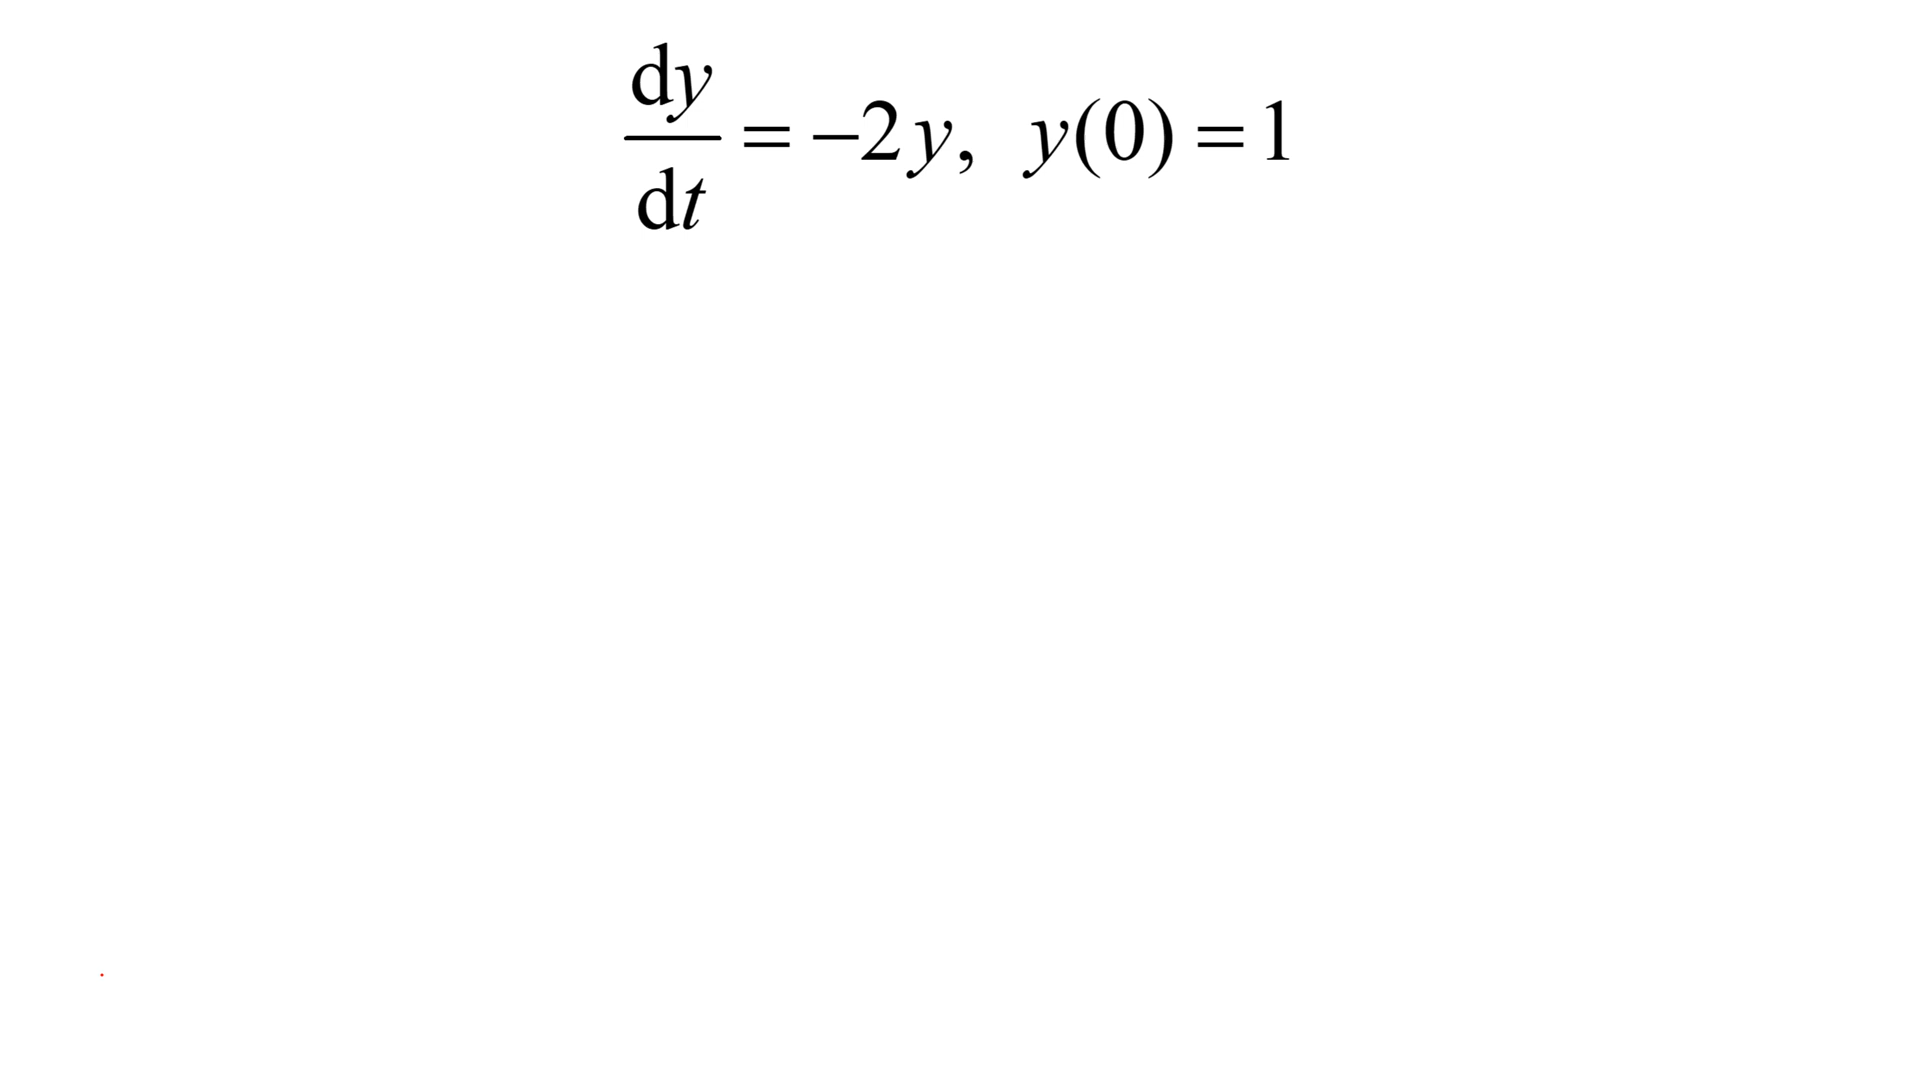 dy/dt = −2y, y(0) = 1